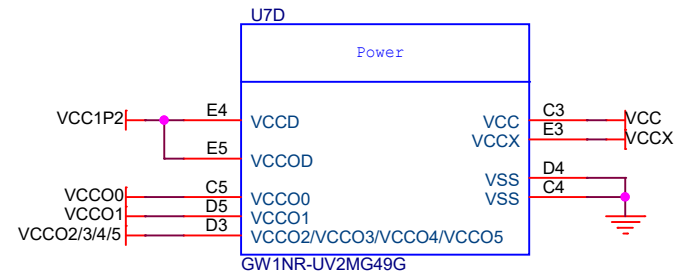 U7D
Power
VCC1P2 E4 VCCD VCC C3 VCC
VCCX E3 VCCX
E5 VCCOD
VSS D4
VCCO0 C5 VCCO0 VSS C4
VCCO1 D5 VCCO1
VCCO2/3/4/5 D3 VCCO2/VCCO3/VCCO4/VCCO5
GW1NR-UV2MG49G